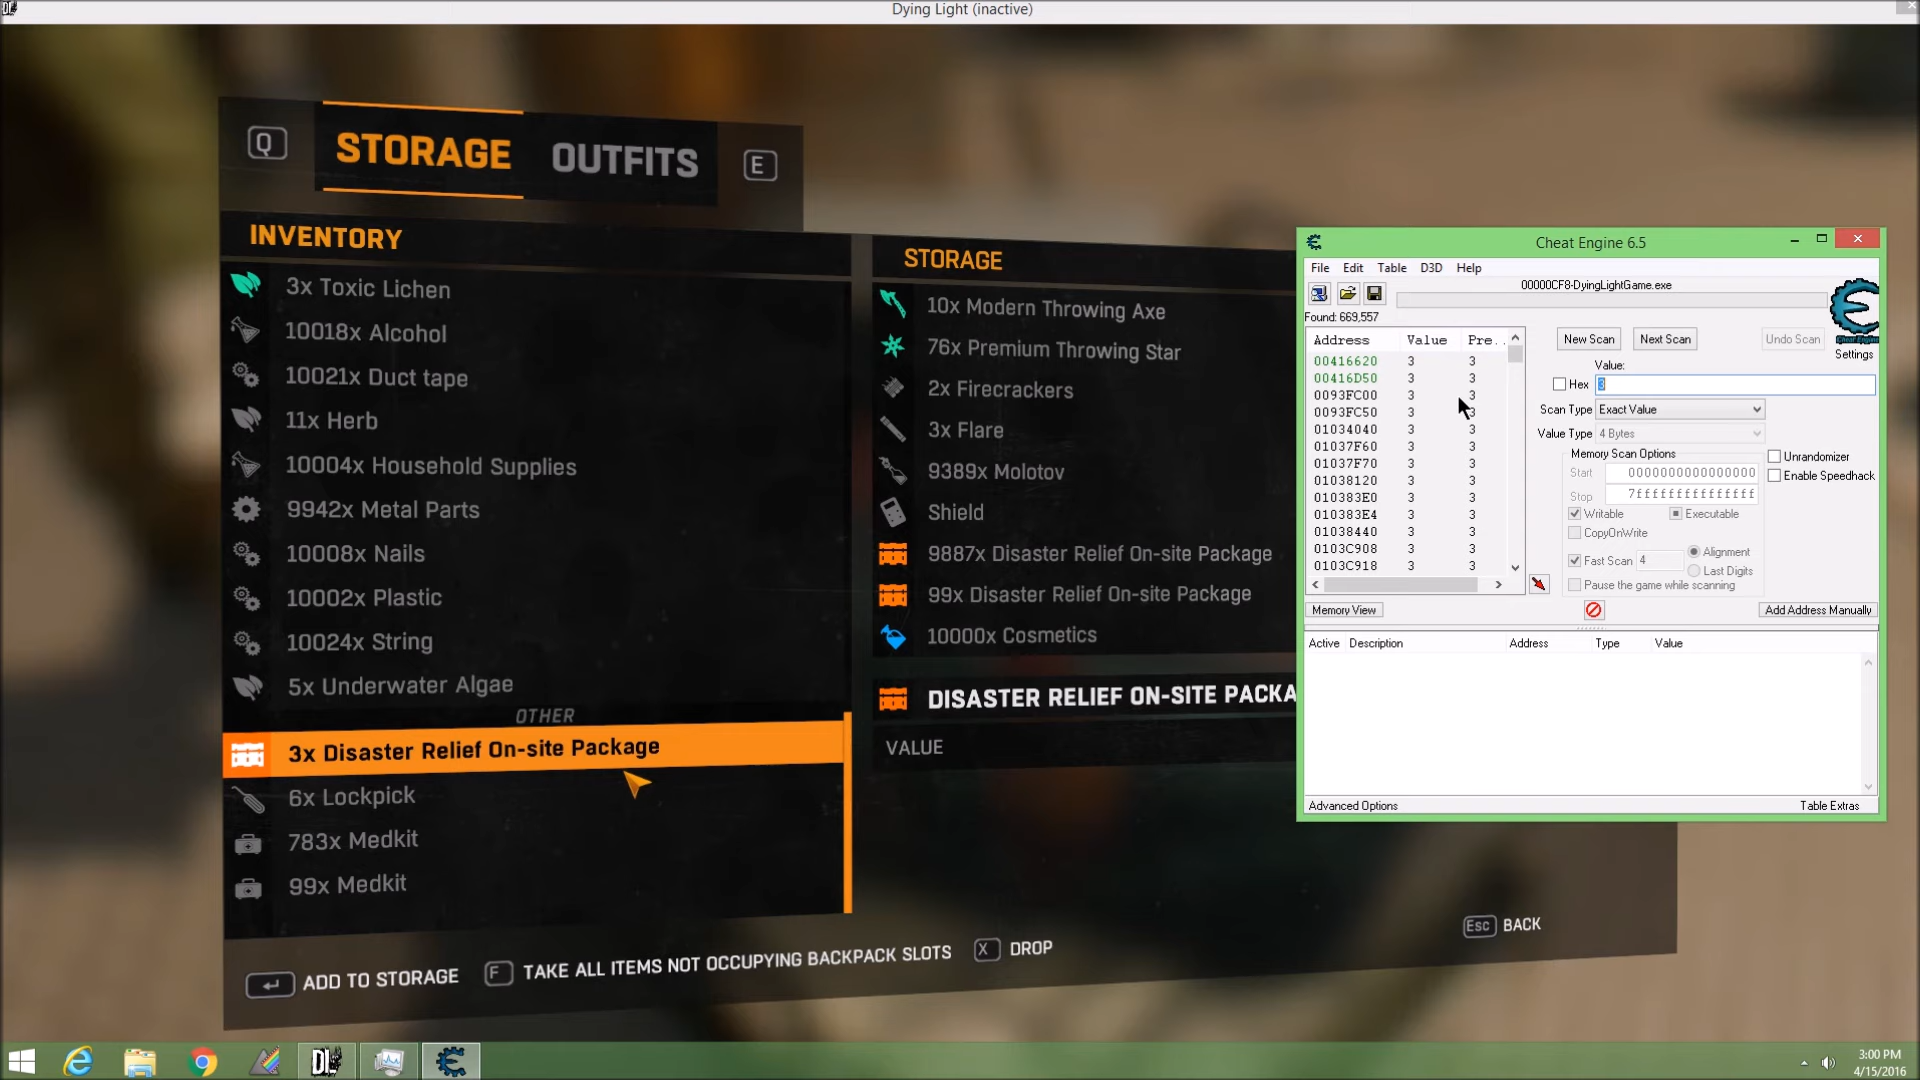 Dying Light (inactive)
Q
STORAGE
OUTFITS
E
INVENTORY
3x Toxic Lichen
10018x Alcohol
10021x Duct tape
11x Herb
10004x Household Supplies
9942x Metal Parts
10008x Nails
10002x Plastic
10024x String
5x Underwater Algae
OTHER
3x Disaster Relief On-site Package
6x Lockpick
783x Medkit
99x Medkit
STORAGE
10x Modern Throwing Axe
76x Premium Throwing Star
2x Firecrackers
3x Flare
9389x Molotov
Shield
9887x Disaster Relief On-site Package
99x Disaster Relief On-site Package
10000x Cosmetics
DISASTER RELIEF ON-SITE PACKA
VALUE
ADD TO STORAGE
F TAKE ALL ITEMS NOT OCCUPYING BACKPACK SLOTS
X DROP
Esc BACK
Cheat Engine 6.5
File Edit Table D3D Help
00000CF8-DyingLightGame.exe
Found: 669,557
Address Value Pre..
00416620 3 3
00416D50 3 3
0093FC00 3 3
0093FC50 3 3
01034040 3 3
01037F60 3 3
01037F70 3 3
01038120 3 3
010383E0 3 3
010383E4 3 3
01038440 3 3
0103C908 3 3
0103C918 3 3
New Scan Next Scan Undo Scan
Settings
Value:
Hex 3
Scan Type Exact Value
Value Type 4 Bytes
Memory Scan Options
Start 0000000000000000
Stop 7fffffffffffffff
Writable Executable
CopyOnWrite
Fast Scan 4 Alignment
Last Digits
Pause the game while scanning
Unrandomizer
Enable Speedhack
Memory View
Add Address Manually
Active Description Address Type Value
Advanced Options Table Extras
DL
3:00 PM
4/15/2016